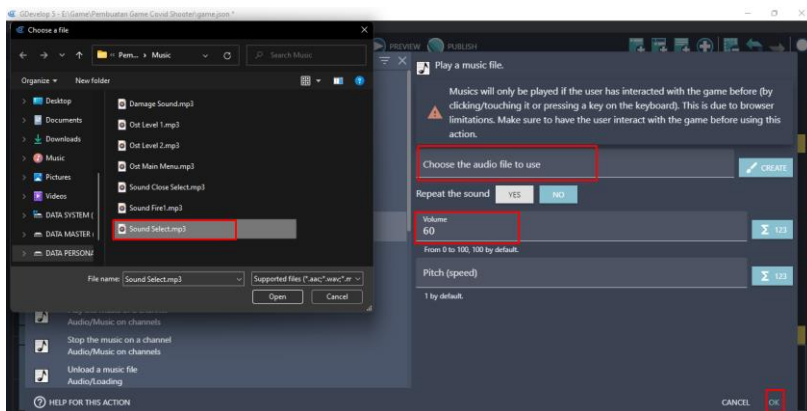 GDevelop 5 - E:\Game\Pembuatan Game Covid Shooter\game.json *
Choose a file
Pem... > Music
Search Music
Organize
New folder
Desktop
Documents
Downloads
Music
Pictures
Videos
DATA SYSTEM (
DATA MASTER (
DATA PERSONA
Damage Sound.mp3
Ost Level 1.mp3
Ost Level 2.mp3
Ost Main Menu.mp3
Sound Close Select.mp3
Sound Fire1.mp3
Sound Select.mp3
File name: Sound Select.mp3
Supported files (*.aac;*.wav;*.m
Open
Cancel
PREVIEW
PUBLISH
Play a music file.
Musics will only be played if the user has interacted with the game before (by
clicking/touching it or pressing a key on the keyboard). This is due to browser
limitations. Make sure to have the user interact with the game before using this
action.
Choose the audio file to use
CREATE
Repeat the sound YES NO
Volume
60
Σ 123
From 0 to 100, 100 by default.
Pitch (speed)
Σ 123
1 by default.
Audio/Music on channels
Stop the music on a channel
Audio/Music on channels
Unload a music file
Audio/Loading
HELP FOR THIS ACTION
CANCEL
OK